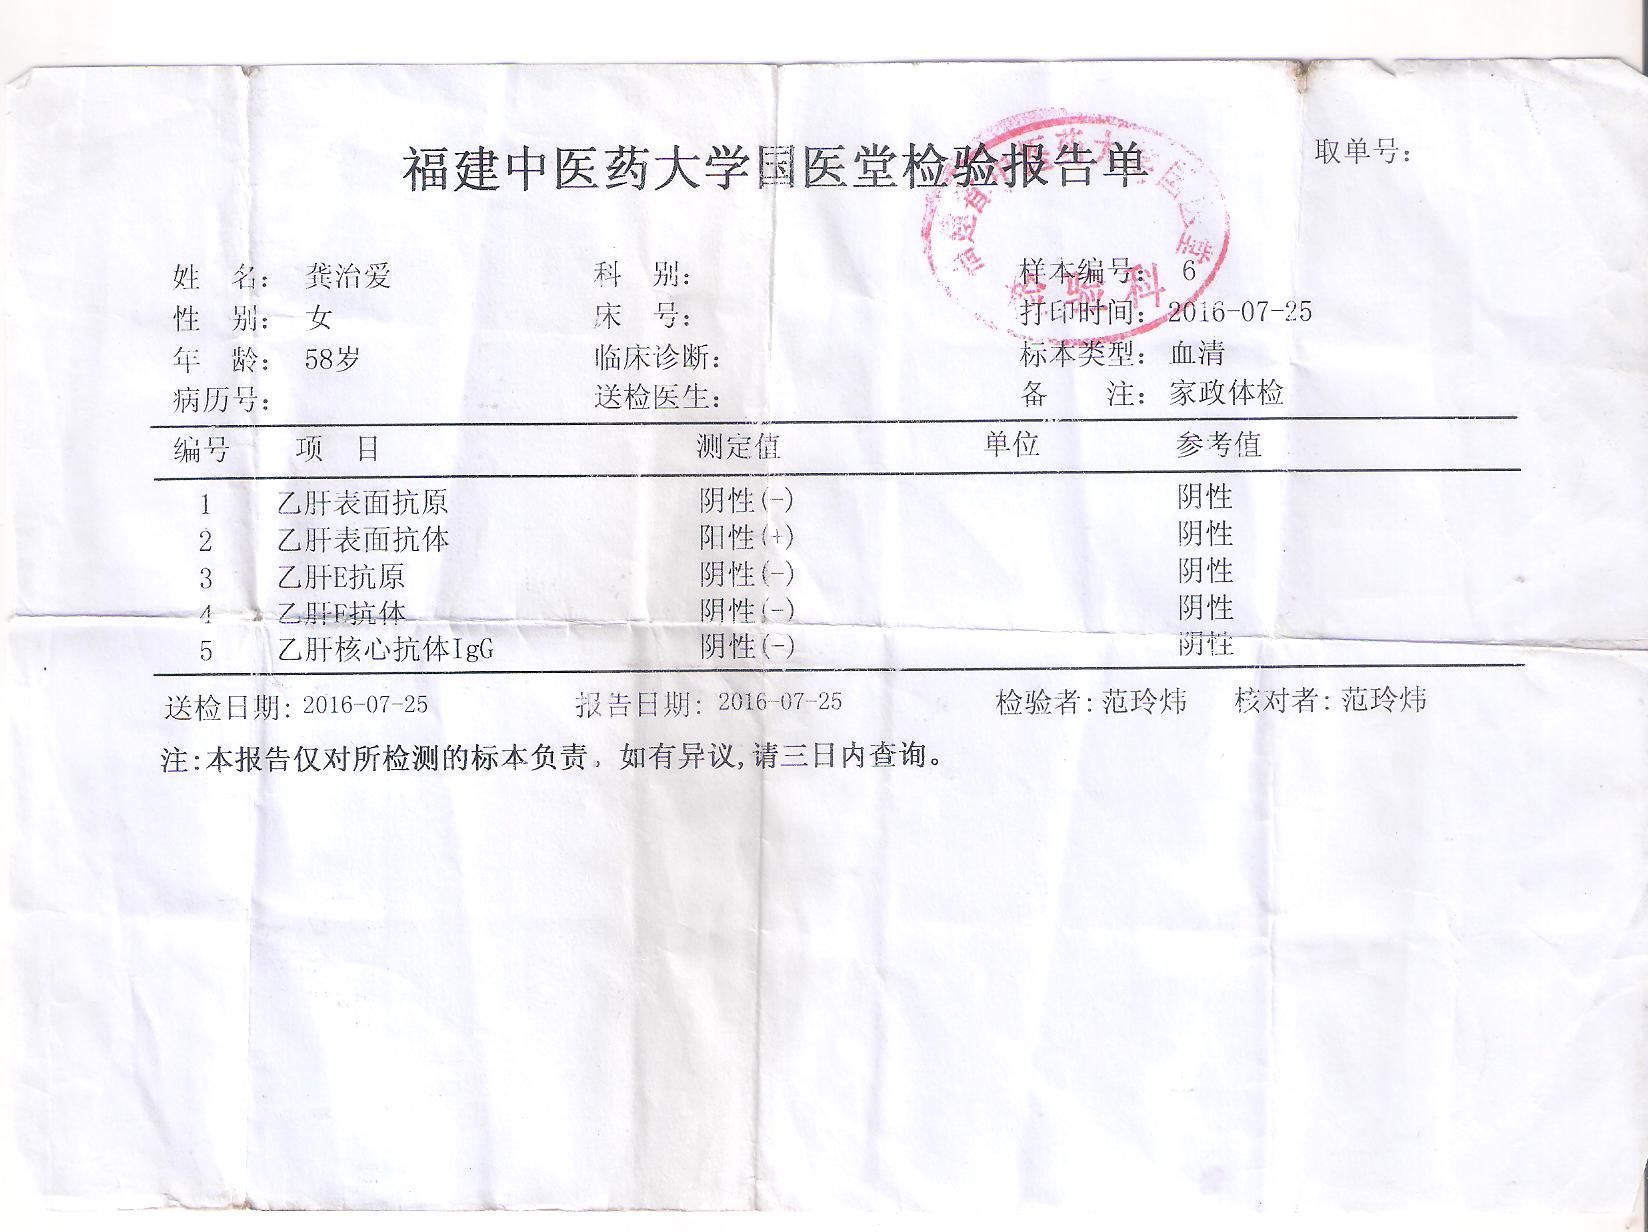 福建中医药大学国医堂检验报告单
取单号：
姓 名： 龚治爱 科 别： 样本编号： 6
性 别： 女 床 号： 打印时间： 2016-07-25
年 龄： 58岁 临床诊断： 标本类型： 血清
病历号： 送检医生： 备 注： 家政体检
编号 项 目 测定值 单位 参考值
1 乙肝表面抗原 阴性(-) 阴性
2 乙肝表面抗体 阳性(+) 阴性
3 乙肝E抗原 阴性(-) 阴性
4 乙肝E抗体 阴性(-) 阴性
5 乙肝核心抗体IgG 阴性(-) 阴性
送检日期: 2016-07-25 报告日期: 2016-07-25 检验者: 范玲炜 核对者: 范玲炜
注:本报告仅对所检测的标本负责。如有异议,请三日内查询。
检验科